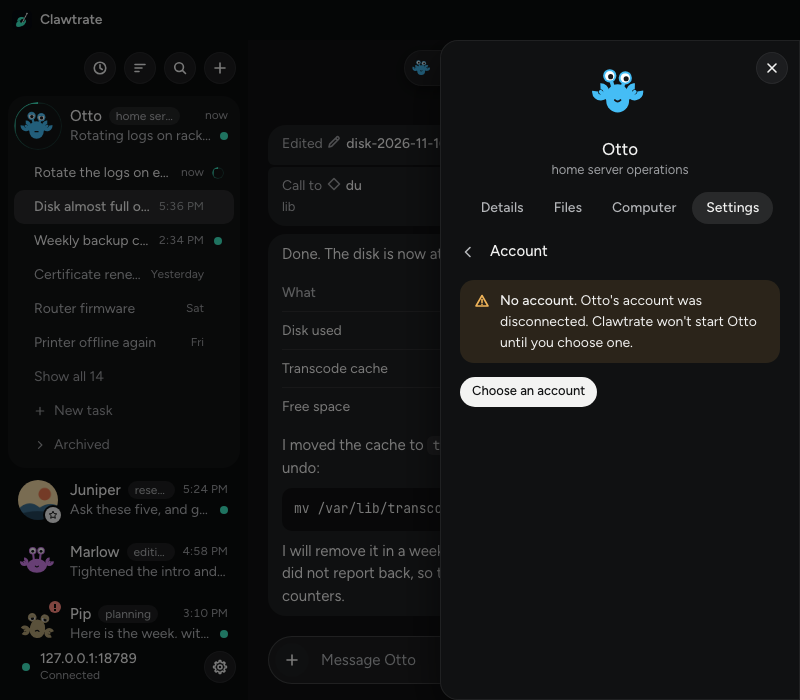 Clawtrate
Otto home ser... now
Rotating logs on rack...
Rotate the logs on e... now
Disk almost full o... 5:36 PM
Weekly backup c... 2:34 PM
Certificate rene... Yesterday
Router firmware Sat
Printer offline again Fri
Show all 14
New task
Archived
Juniper rese... 5:24 PM
Ask these five, and g...
Marlow editi... 4:58 PM
Tightened the intro and...
Pip planning 3:10 PM
Here is the week. wit...
127.0.0.1:18789
Connected
Edited disk-2026-11-1
Call to du
lib
Done. The disk is now at
What
Disk used
Transcode cache
Free space
I moved the cache to
undo:
mv /var/lib/transco
I will remove it in a week
did not report back, so
counters.
Message Otto
Otto
home server operations
Details Files Computer Settings
Account
No account. Otto's account was
disconnected. Clawtrate won't start Otto
until you choose one.
Choose an account